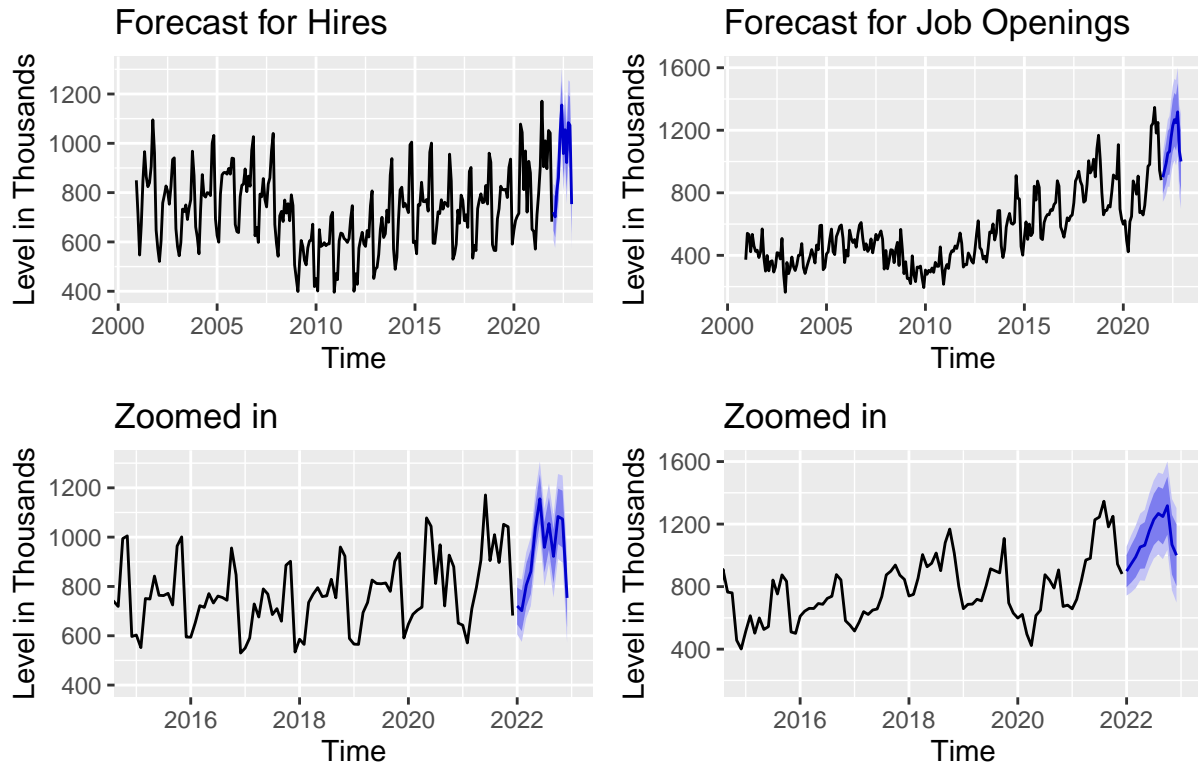 Forecast for Hires
Level in Thousands
1200
1000
800
600
400
2000 2005 2010 2015 2020
Time
Forecast for Job Openings
Level in Thousands
1600
1200
800
400
2000 2005 2010 2015 2020
Time
Zoomed in
Level in Thousands
1200
1000
800
600
400
2016 2018 2020 2022
Time
Zoomed in
Level in Thousands
1600
1200
800
400
2016 2018 2020 2022
Time